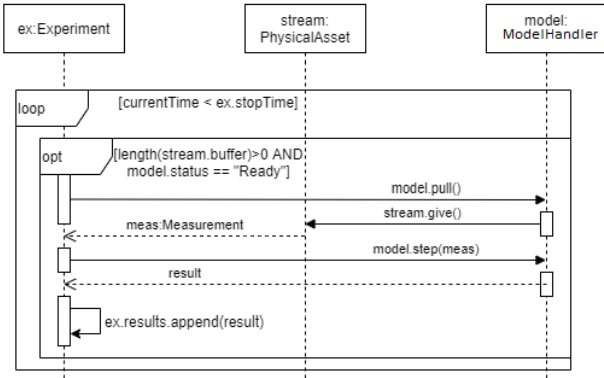 ex:Experiment
stream:
PhysicalAsset
model:
ModelHandler
loop
[currentTime < ex.stopTime]
opt
[length(stream.buffer)>0 AND
model.status == "Ready"]
model.pull()
stream.give()
meas:Measurement
model.step(meas)
result
ex.results.append(result)